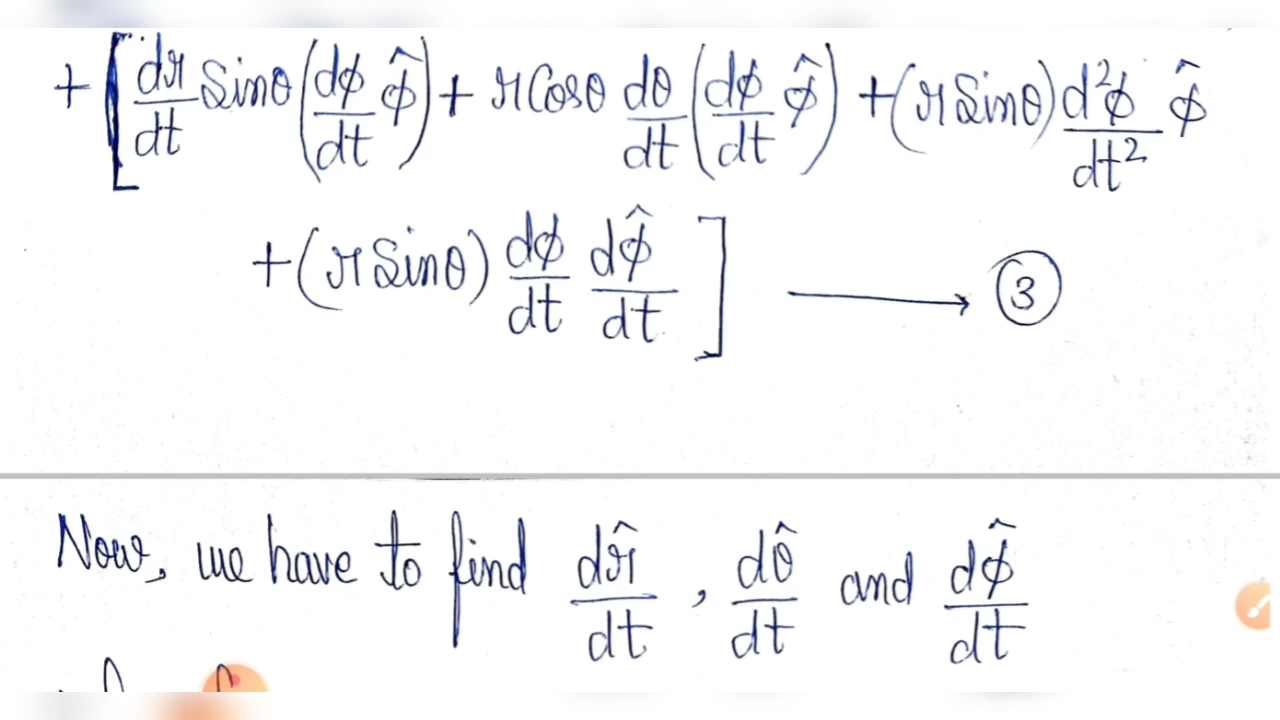 +[dr/dt Sinθ (dϕ/dt ϕ̂) + r Cosθ dθ/dt (dϕ/dt ϕ̂) + (r Sinθ) d²ϕ/dt² ϕ̂
+ (r Sinθ) dϕ/dt dϕ̂/dt ] ⟶ ③
Now, we have to find dr̂/dt , dθ̂/dt and dϕ̂/dt